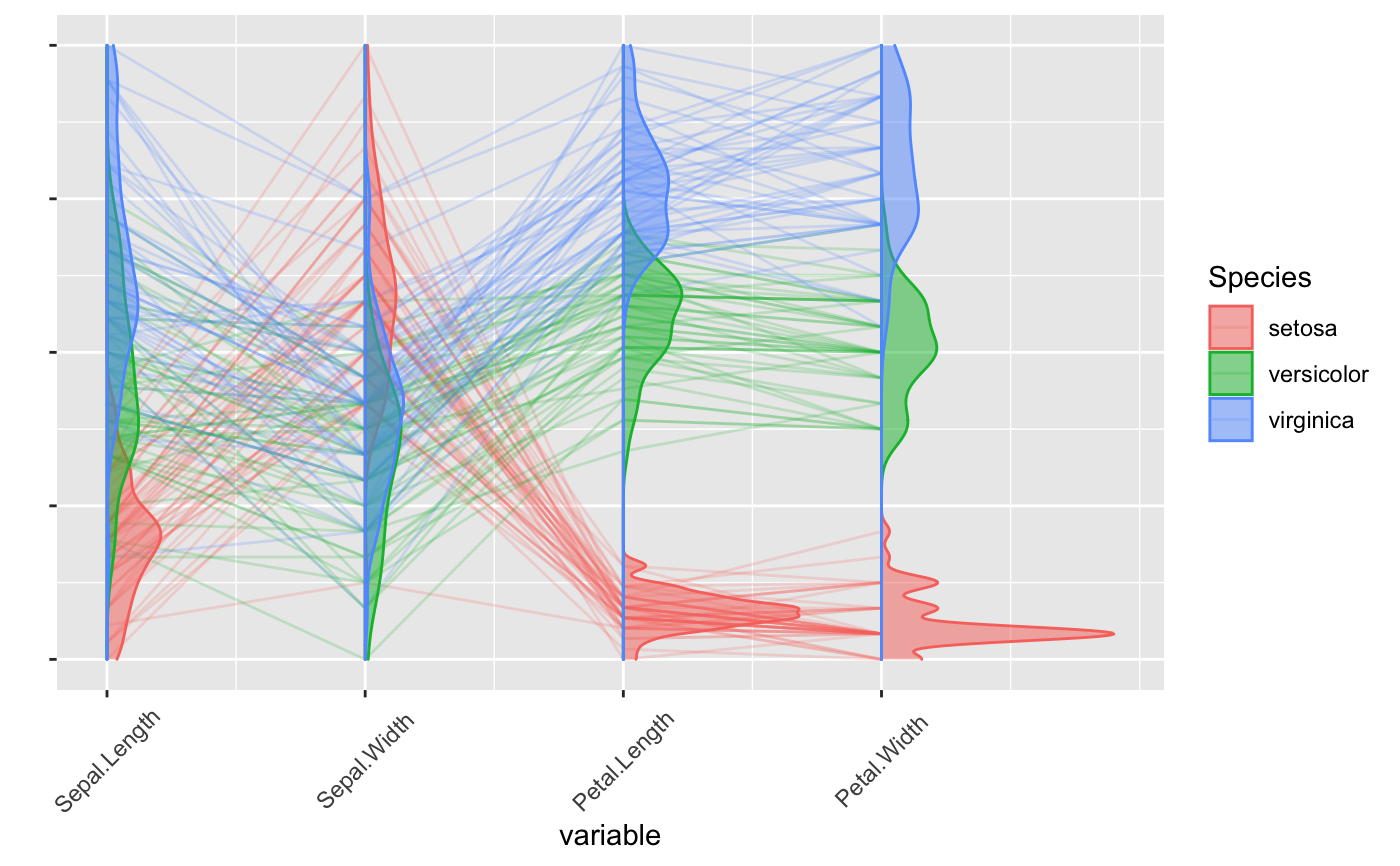 Sepal.Length
Sepal.Width
Petal.Length
Petal.Width
variable
Species
setosa
versicolor
virginica